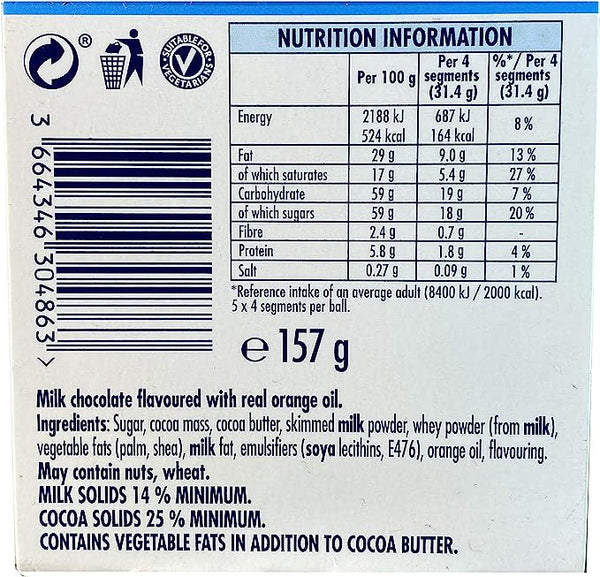 ®
SUITABLE FOR VEGETARIANS
NUTRITION INFORMATION
Per 100 g Per 4 segments (31.4 g) %*/ Per 4 segments (31.4 g)
Energy 2188 kJ 524 kcal 687 kJ 164 kcal 8 %
Fat 29 g 9.0 g 13 %
of which saturates 17 g 5.4 g 27 %
Carbohydrate 59 g 19 g 7 %
of which sugars 59 g 18 g 20 %
Fibre 2.4 g 0.7 g -
Protein 5.8 g 1.8 g 4 %
Salt 0.27 g 0.09 g 1 %
*Reference intake of an average adult (8400 kJ / 2000 kcal).
5 x 4 segments per ball.
3 664346 304863 >
e 157 g
Milk chocolate flavoured with real orange oil.
Ingredients: Sugar, cocoa mass, cocoa butter, skimmed milk powder, whey powder (from milk),
vegetable fats (palm, shea), milk fat, emulsifiers (soya lecithins, E476), orange oil, flavouring.
May contain nuts, wheat.
MILK SOLIDS 14 % MINIMUM.
COCOA SOLIDS 25 % MINIMUM.
CONTAINS VEGETABLE FATS IN ADDITION TO COCOA BUTTER.